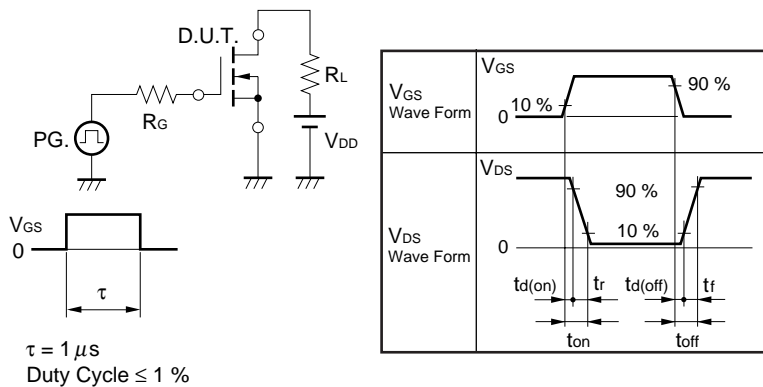 D.U.T.
RL
RG
PG.
VDD
VGS
0
τ
τ = 1 μs
Duty Cycle ≤ 1 %
VGS
Wave Form
VGS
10 %
90 %
0
VDS
Wave Form
VDS
90 %
10 %
0
td(on) tr td(off) tf
ton toff